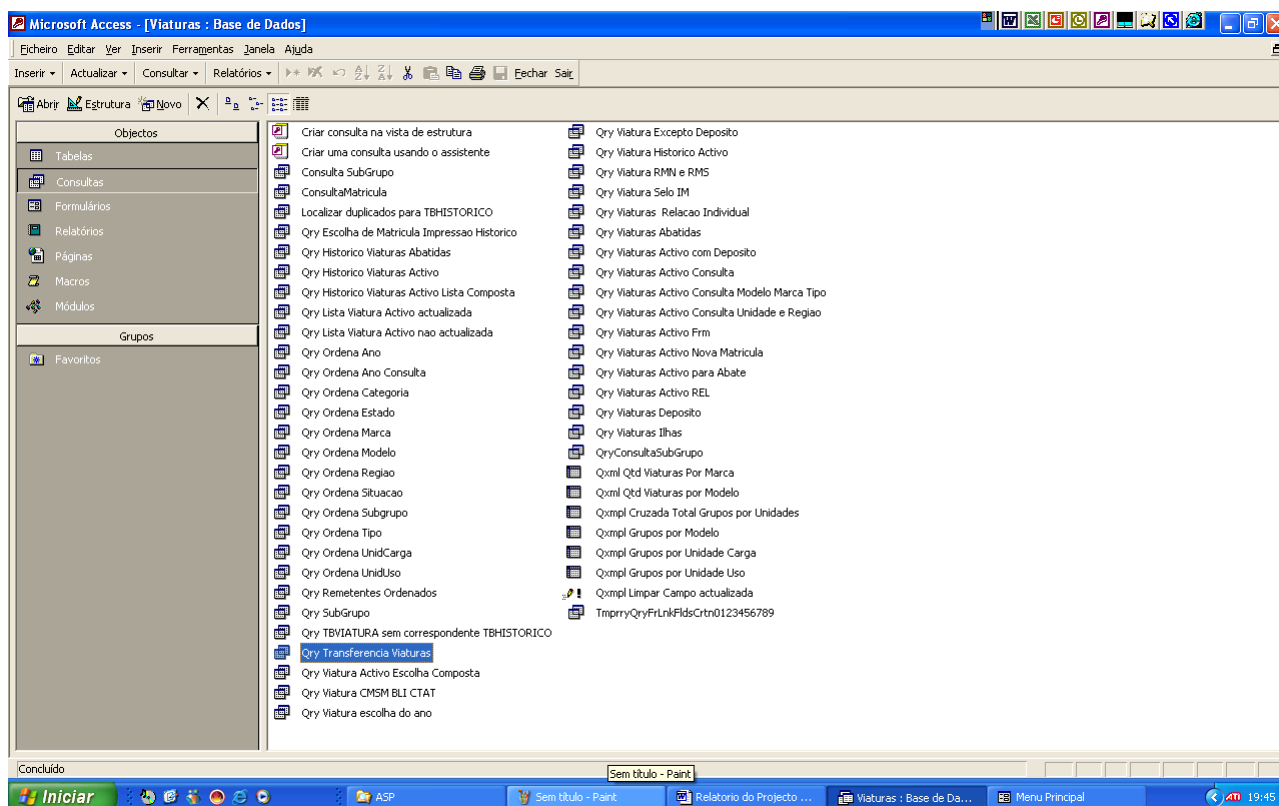 Microsoft Access - [Viaturas : Base de Dados]
Ficheiro Editar Ver Inserir Ferramentas Janela Ajuda
Inserir Actualizar Consultar Relatórios Fechar Sair
Abrir Estrutura Novo
Objectos
Tabelas
Consultas
Formulários
Relatórios
Páginas
Macros
Módulos
Grupos
Favoritos
Criar consulta na vista de estrutura
Criar uma consulta usando o assistente
Consulta SubGrupo
ConsultaMatricula
Localizar duplicados para TBHISTORICO
Qry Escolha de Matricula Impressao Historico
Qry Historico Viaturas Abatidas
Qry Historico Viaturas Activo
Qry Historico Viaturas Activo Lista Composta
Qry Lista Viatura Activo actualizada
Qry Lista Viatura Activo nao actualizada
Qry Ordena Ano
Qry Ordena Ano Consulta
Qry Ordena Categoria
Qry Ordena Estado
Qry Ordena Marca
Qry Ordena Modelo
Qry Ordena Regiao
Qry Ordena Situacao
Qry Ordena Subgrupo
Qry Ordena Tipo
Qry Ordena UnidCarga
Qry Ordena UnidUso
Qry Remetentes Ordenados
Qry SubGrupo
Qry TBVIATURA sem correspondente TBHISTORICO
Qry Transferencia Viaturas
Qry Viatura Activo Escolha Composta
Qry Viatura CMSM BLI CTAT
Qry Viatura escolha do ano
Qry Viatura Excepto Deposito
Qry Viatura Historico Activo
Qry Viatura RMN e RMS
Qry Viatura Selo IM
Qry Viaturas  Relacao Individual
Qry Viaturas Abatidas
Qry Viaturas Activo com Deposito
Qry Viaturas Activo Consulta
Qry Viaturas Activo Consulta Modelo Marca Tipo
Qry Viaturas Activo Consulta Unidade e Regiao
Qry Viaturas Activo Frm
Qry Viaturas Activo Nova Matricula
Qry Viaturas Activo para Abate
Qry Viaturas Activo REL
Qry Viaturas Deposito
Qry Viaturas Ilhas
QryConsultaSubGrupo
Qxml Qtd Viaturas Por Marca
Qxml Qtd Viaturas por Modelo
Qxmpl Cruzada Total Grupos por Unidades
Qxmpl Grupos por Modelo
Qxmpl Grupos por Unidade Carga
Qxmpl Grupos por Unidade Uso
Qxmpl Limpar Campo actualizada
TmprryQryFrLnkFldsCrtn0123456789
Concluído
Sem título - Paint
Iniciar ASP Sem título - Paint Relatorio do Projecto ... Viaturas : Base de Da... Menu Principal ATI 19:45